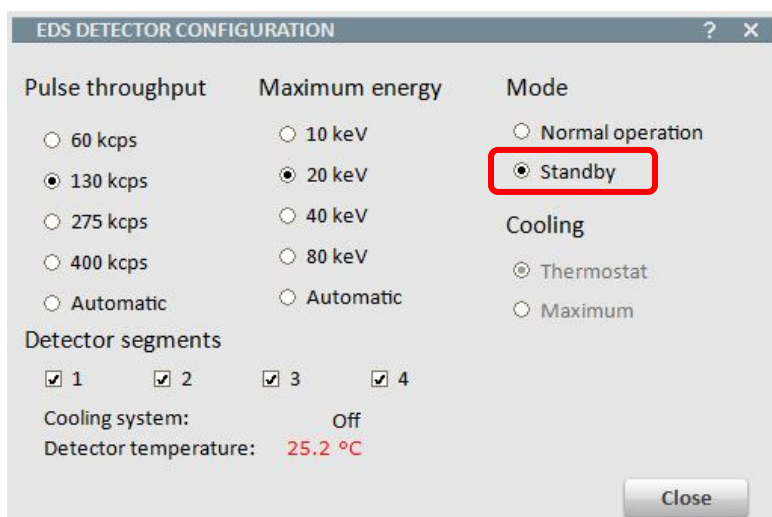 EDS DETECTOR CONFIGURATION ? ×
Pulse throughput
60 kcps
130 kcps
275 kcps
400 kcps
Automatic
Maximum energy
10 keV
20 keV
40 keV
80 keV
Automatic
Mode
Normal operation
Standby
Cooling
Thermostat
Maximum
Detector segments
1 2 3 4
Cooling system: Off
Detector temperature: 25.2 °C
Close